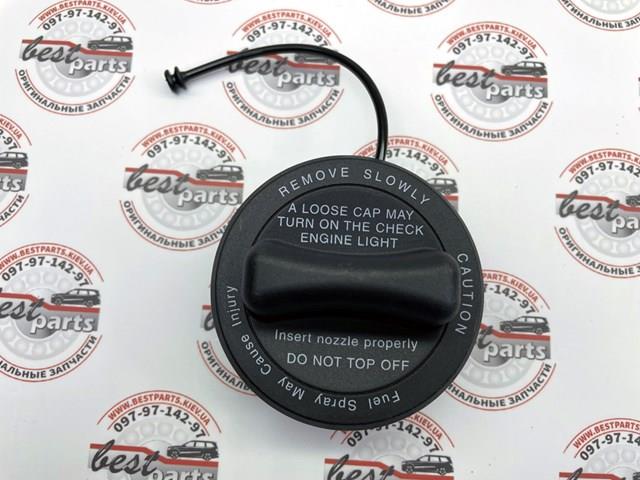 REMOVE SLOWLY
A LOOSE CAP MAY
TURN ON THE CHECK
ENGINE LIGHT
CAUTION
Insert nozzle properly
DO NOT TOP OFF
Fuel Spray May Cause Injury
WWW.BESTPARTS.KIEV.UA
097-97-142-97
best parts
ОРИГИНАЛЬНЫЕ ЗАПЧАСТИ